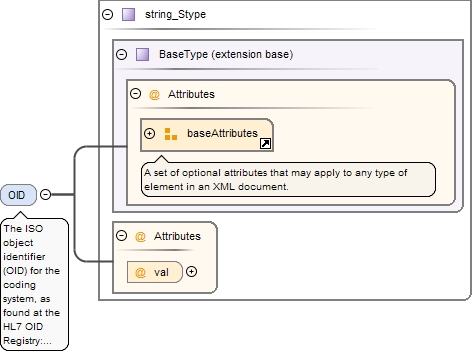 string_Stype
BaseType (extension base)
@ Attributes
baseAttributes
A set of optional attributes that may apply to any type of
element in an XML document.
OID
The ISO
object
identifier
(OID) for the
coding
system, as
found at the
HL7 OID
Registry:...
@ Attributes
@ val